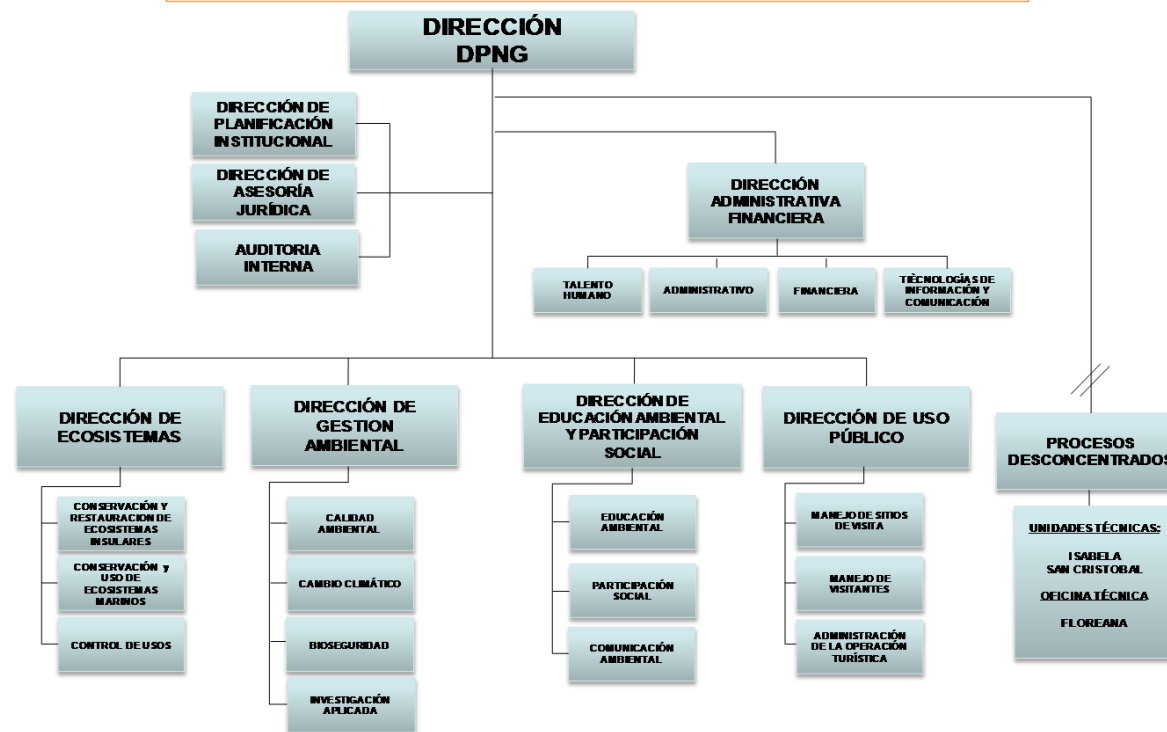 DIRECCIÓN
DPNG
DIRECCIÓN DE
PLANIFICACIÓN
INSTITUCIONAL
DIRECCIÓN DE
ASESORÍA
JURÍDICA
AUDITORIA
INTERNA
DIRECCIÓN
ADMINISTRATIVA
FINANCIERA
TALENTO
HUMANO
ADMINISTRATIVO
FINANCIERA
TIÈCNOLOGÍAS DE
INFORMACIÓN Y
COMUNICACIÓN
DIRECCIÓN DE
ECOSISTEMAS
CONSERVACIÓN Y
RESTAURACION DE
ECOSISTEMAS
INSULARES
CONSERVACIÓN y
USO DE
ECOSISTEMAS
MARINOS
CONTROL DE USOS
DIRECCIÓN DE
GESTION
AMBIENTAL
CALIDAD
AMBIENTAL
CAMBIO CLIMÁTICO
BIOSEGURIDAD
INVESTIGACIÓN
APLICADA
DIRECCIÓN DE
EDUCACIÓN AMBIENTAL
Y PARTICIPACIÓN
SOCIAL
EDUCACIÓN
AMBIENTAL
PARTICIPACIÓN
SOCIAL
COMUNICACIÓN
AMBIENTAL
DIRECCIÓN DE USO
PÚBLICO
MANEJO DE SITIOS
DE VISITA
MANEJO DE
VISITANTES
ADMINISTRACIÓN
DE LA OPERACIÓN
TURÍSTICA
PROCESOS
DESCONCENTRADOS
UNIDADES TÉCNICAS:
ISABELA
SAN CRISTOBAL
OFICINA TÉCNICA
FLOREANA